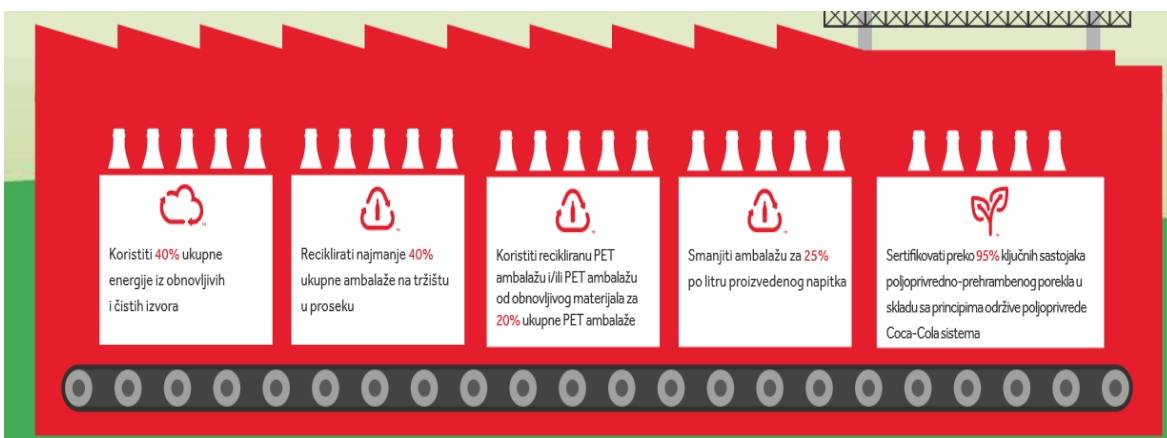 Koristiti 40% ukupne
energije iz obnovljivih
i čistih izvora
Reciklirati najmanje 40%
ukupne ambalaže na tržištu
u proseku
Koristiti recikliranu PET
ambalažu i/ili PET ambalažu
od obnovljivog materijala za
20% ukupne PET ambalaže
Smanjiti ambalažu za 25%
po litru proizvedenog napitka
Sertifikovati preko 95% ključnih sastojaka
poljoprivredno-prehrambenog porekla u
skladu sa principima održive poljoprivrede
Coca-Cola sistema